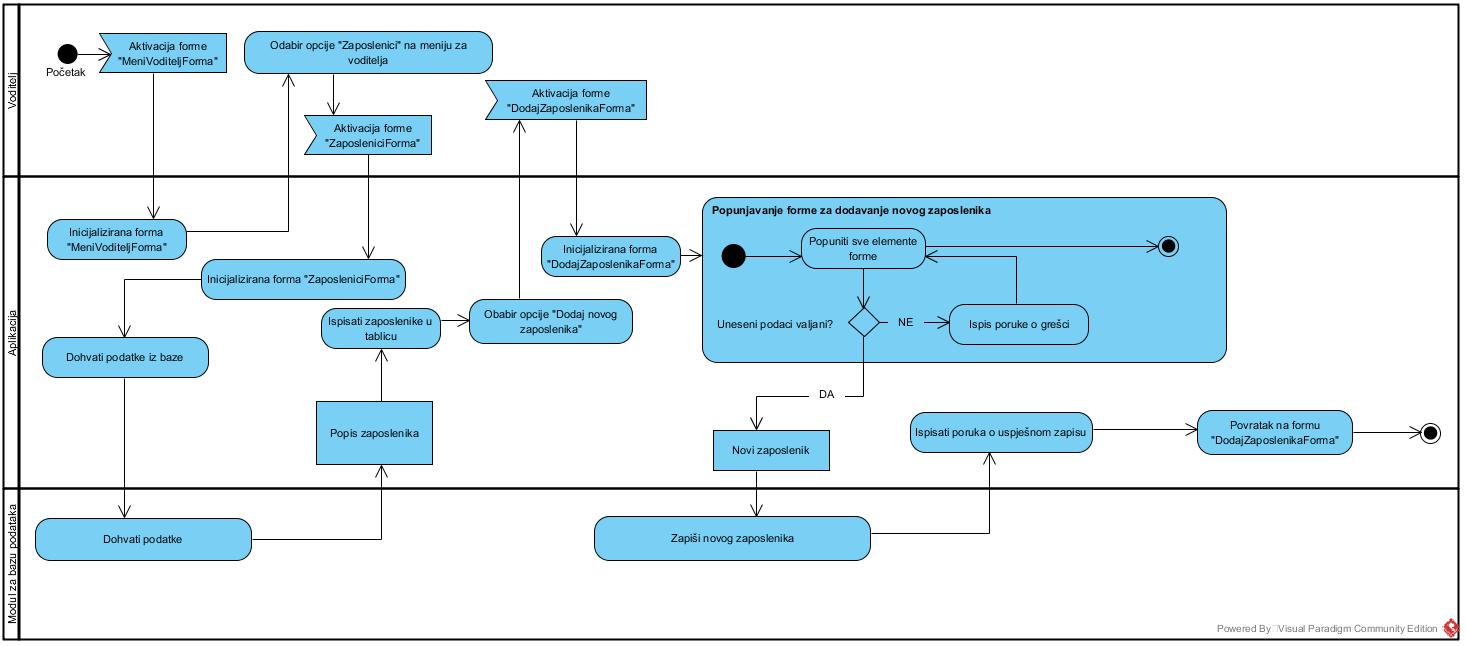 Voditelj
Početak
Aktivacija forme
"MeniVoditeljForma"
Odabir opcije "Zaposlenici" na meniju za
voditelja
Aktivacija forme
"ZaposleniciForma"
Aktivacija forme
"DodajZaposlenikaForma"
Aplikacija
Inicijalizirana forma
"MeniVoditeljForma"
Inicijalizirana forma "ZaposleniciForma"
Dohvati podatke iz baze
Ispisati zaposlenike u
tablicu
Popis zaposlenika
Obabir opcije "Dodaj novog
zaposlenika"
Inicijalizirana forma
"DodajZaposlenikaForma"
Popunjavanje forme za dodavanje novog zaposlenika
Popuniti sve elemente
forme
Uneseni podaci valjani?
NE
Ispis poruke o grešci
DA
Novi zaposlenik
Ispisati poruka o uspješnom zapisu
Povratak na formu
"DodajZaposlenikaForma"
Modul za bazu podataka
Dohvati podatke
Zapiši novog zaposlenika
Powered By Visual Paradigm Community Edition